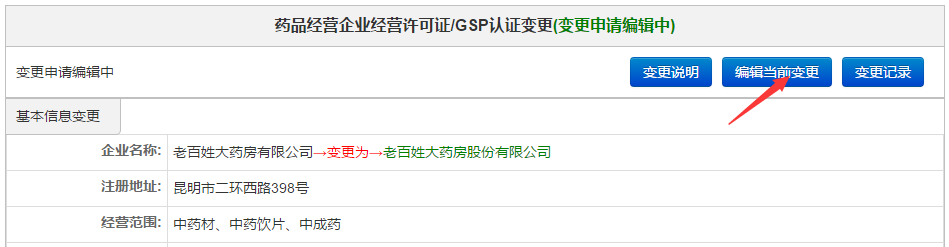 药品经营企业经营许可证/GSP认证变更(变更申请编辑中)
变更申请编辑中 变更说明 编辑当前变更 变更记录
基本信息变更
企业名称: 老百姓大药房有限公司→变更为→老百姓大药房股份有限公司
注册地址: 昆明市二环西路398号
经营范围: 中药材、中药饮片、中成药